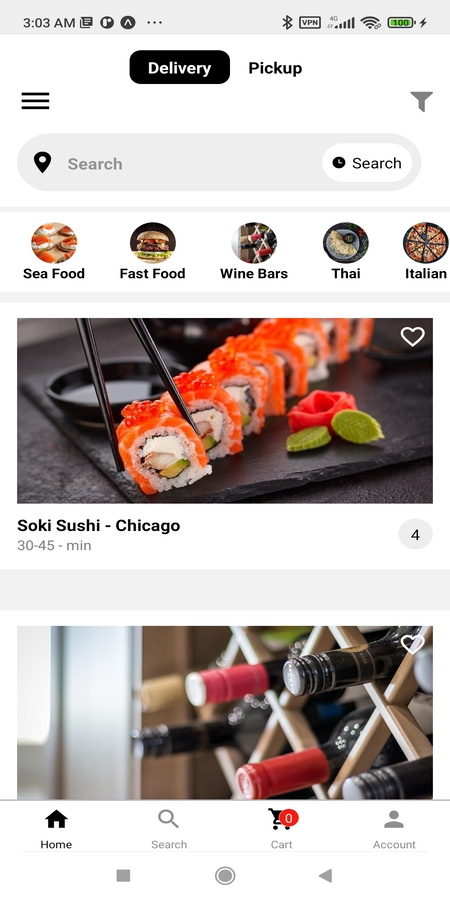 3:03 AM
VPN
4G
100
Delivery
Pickup
Search
Search
Sea Food
Fast Food
Wine Bars
Thai
Italian
Soki Sushi - Chicago
30-45 - min
4
0
Home
Search
Cart
Account